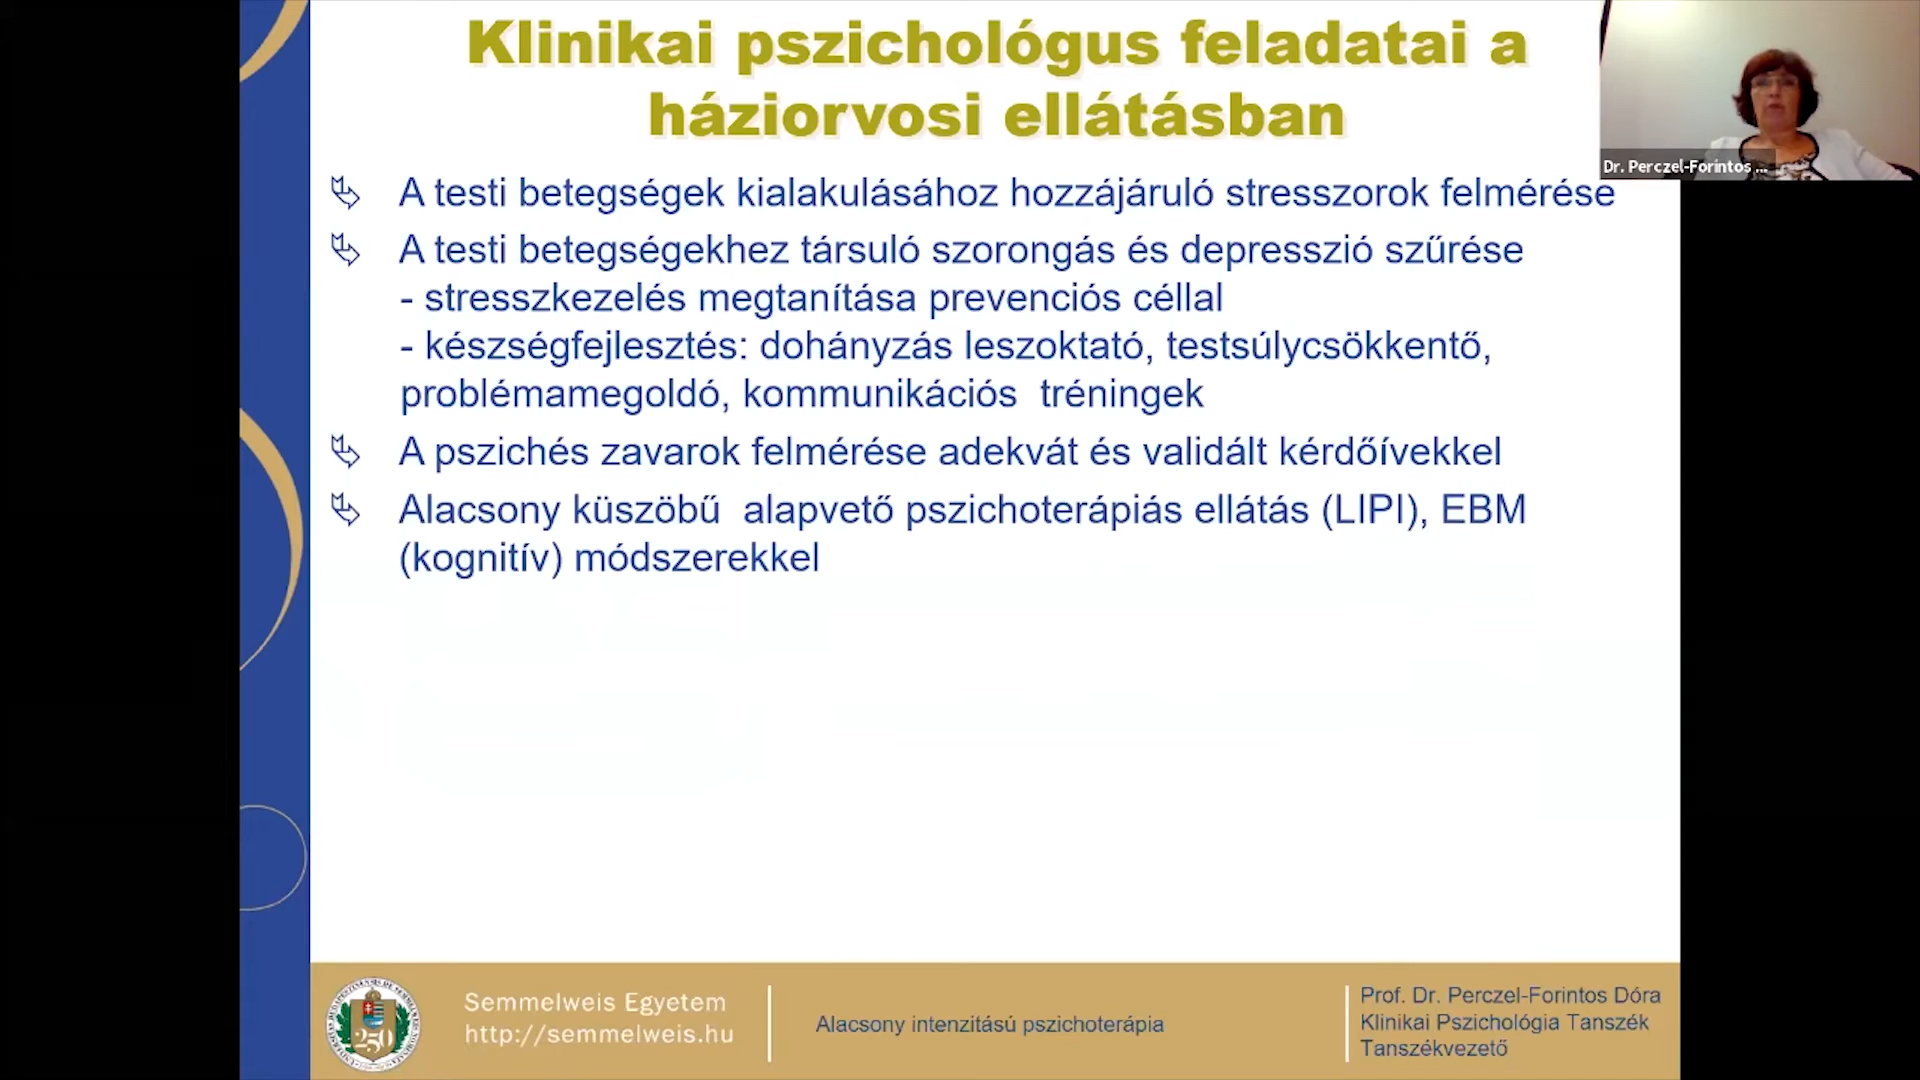 Klinikai pszichológus feladatai a
háziorvosi ellátásban
Dr. Perczel-Forintos ...
A testi betegségek kialakulásához hozzájáruló stresszorok felmérése
A testi betegségekhez társuló szorongás és depresszió szűrése
- stresszkezelés megtanítása prevenciós céllal
- készségfejlesztés: dohányzás leszoktató, testsúlycsökkentő,
problémamegoldó, kommunikációs tréningek
A pszichés zavarok felmérése adekvát és validált kérdőívekkel
Alacsony küszöbű alapvető pszichoterápiás ellátás (LIPI), EBM
(kognitív) módszerekkel
250
Semmelweis Egyetem
http://semmelweis.hu
Alacsony intenzitású pszichoterápia
Prof. Dr. Perczel-Forintos Dóra
Klinikai Pszichológia Tanszék
Tanszékvezető